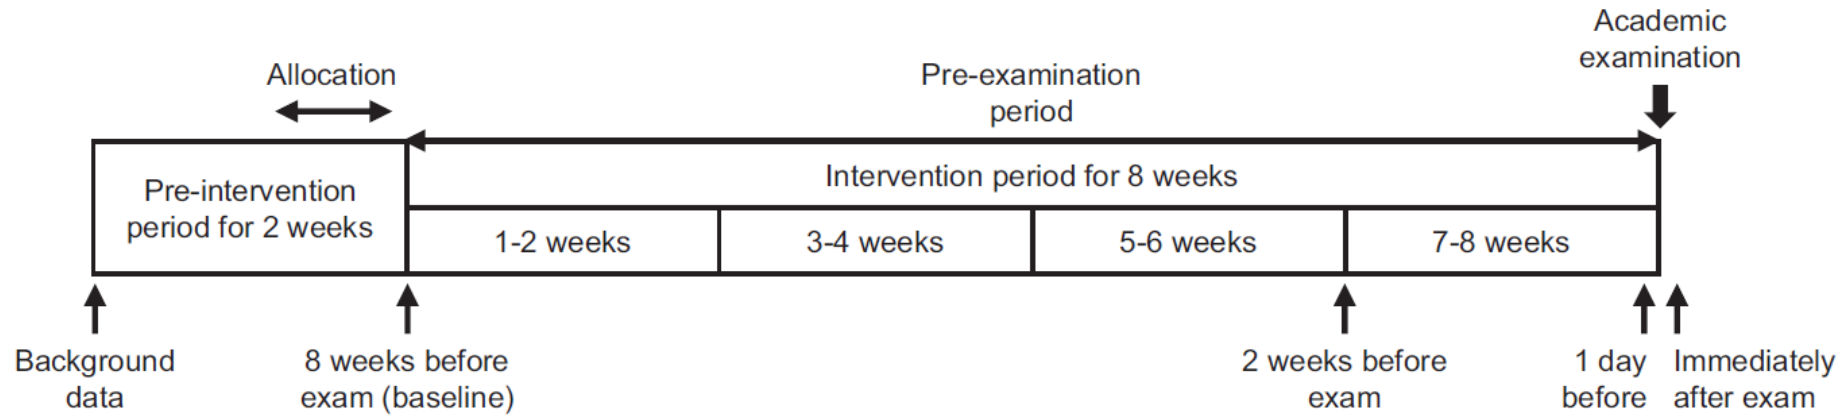 Academic
examination
Allocation
Pre-examination
period
Pre-intervention
period for 2 weeks
Intervention period for 8 weeks
1-2 weeks
3-4 weeks
5-6 weeks
7-8 weeks
Background
data
8 weeks before
exam (baseline)
2 weeks before
exam
1 day
before
Immediately
after exam